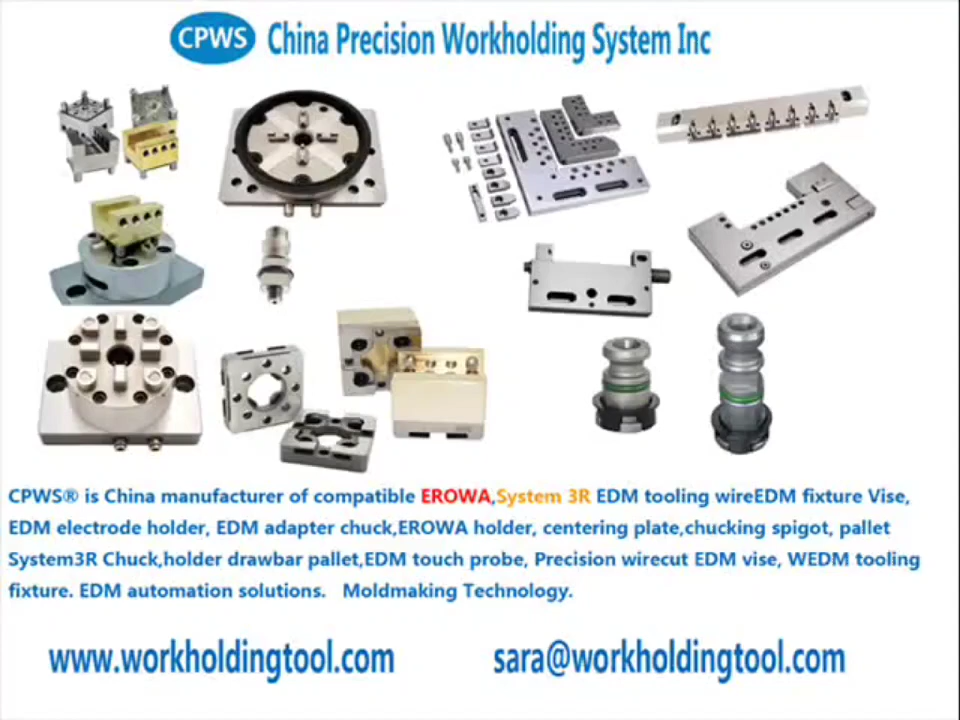 CPWS China Precision Workholding System Inc
CPWS® is China manufacturer of compatible EROWA,System 3R EDM tooling wireEDM fixture Vise,
EDM electrode holder, EDM adapter chuck,EROWA holder, centering plate,chucking spigot, pallet
System3R Chuck,holder drawbar pallet,EDM touch probe, Precision wirecut EDM vise, WEDM tooling
fixture. EDM automation solutions. Moldmaking Technology.
www.workholdingtool.com sara@workholdingtool.com